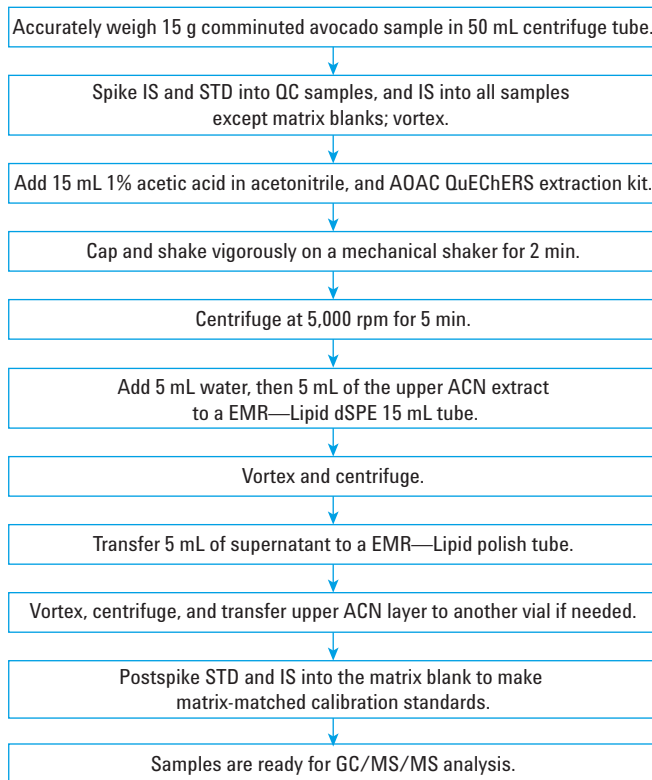 Accurately weigh 15 g comminuted avocado sample in 50 mL centrifuge tube.
Spike IS and STD into QC samples, and IS into all samples
except matrix blanks; vortex.
Add 15 mL 1% acetic acid in acetonitrile, and AOAC QuEChERS extraction kit.
Cap and shake vigorously on a mechanical shaker for 2 min.
Centrifuge at 5,000 rpm for 5 min.
Add 5 mL water, then 5 mL of the upper ACN extract
to a EMR—Lipid dSPE 15 mL tube.
Vortex and centrifuge.
Transfer 5 mL of supernatant to a EMR—Lipid polish tube.
Vortex, centrifuge, and transfer upper ACN layer to another vial if needed.
Postspike STD and IS into the matrix blank to make
matrix-matched calibration standards.
Samples are ready for GC/MS/MS analysis.